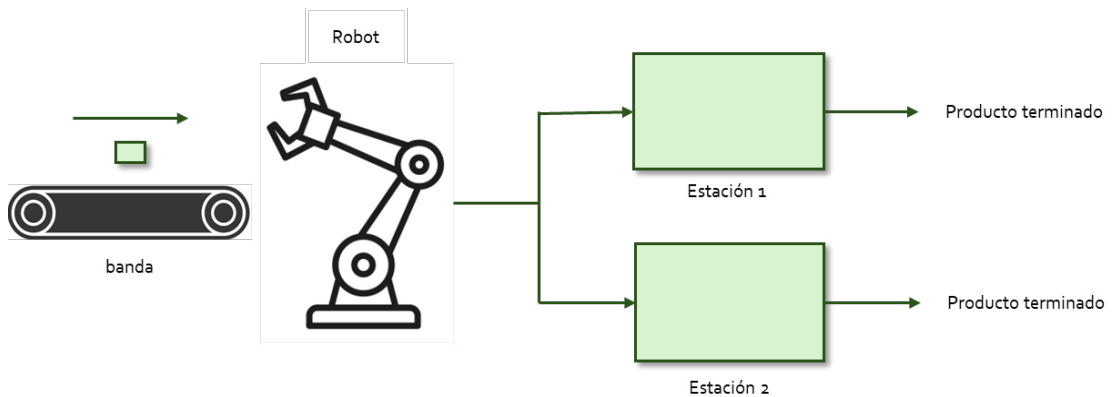 Robot
Producto terminado
Estación 1
banda
Producto terminado
Estación 2